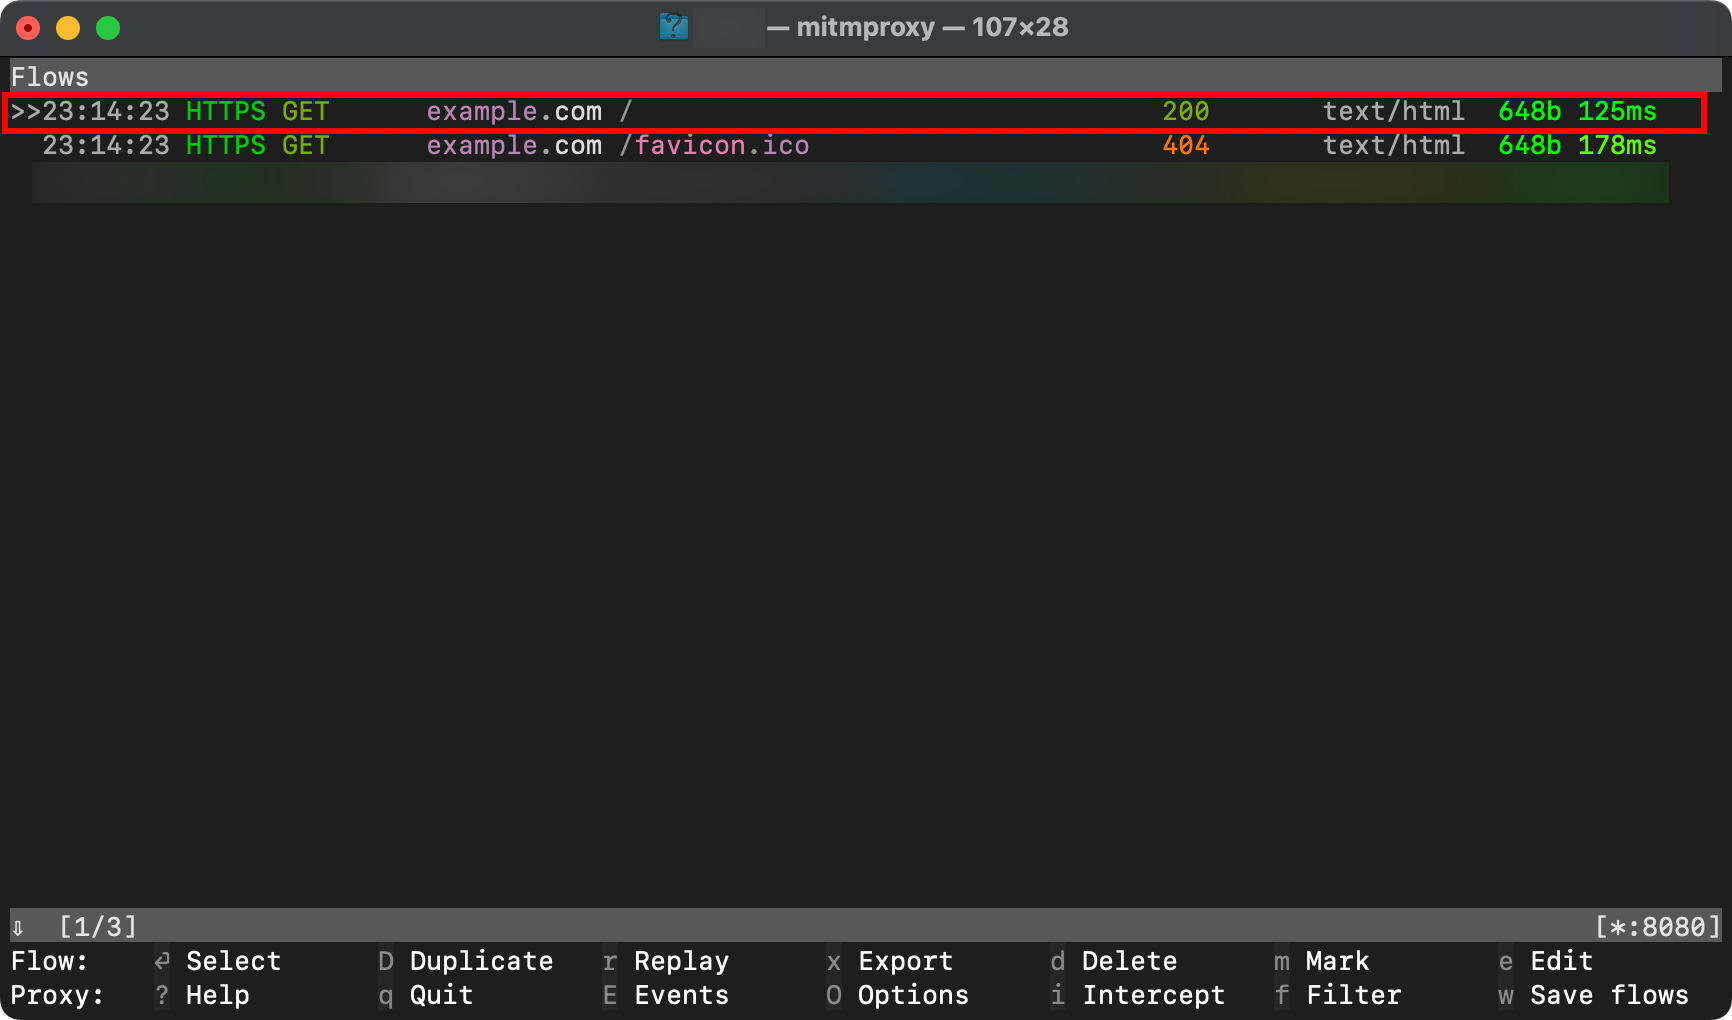 — mitmproxy — 107×28
Flows
>>23:14:23 HTTPS GET example.com / 200 text/html 648b 125ms
23:14:23 HTTPS GET example.com /favicon.ico 404 text/html 648b 178ms
⇩ [1/3] [*:8080]
Flow: ⏎ Select D Duplicate r Replay x Export d Delete m Mark e Edit
Proxy: ? Help q Quit E Events O Options i Intercept f Filter w Save flows